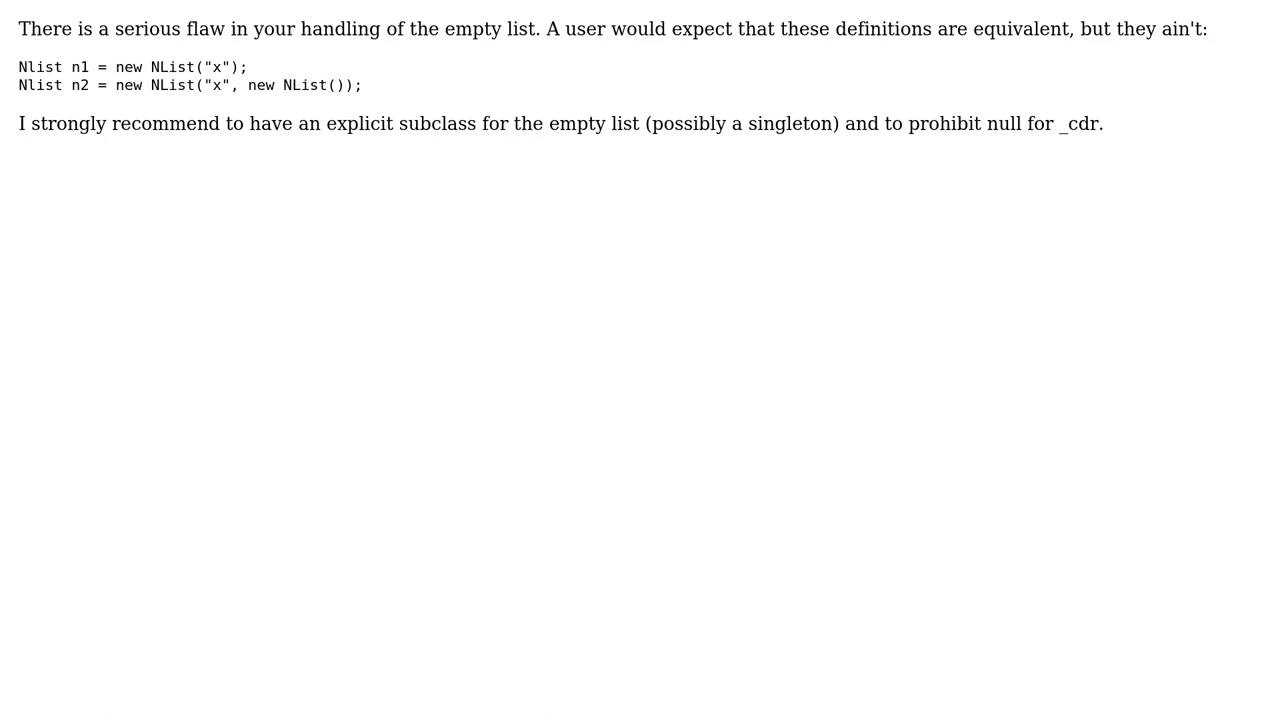 There is a serious flaw in your handling of the empty list. A user would expect that these definitions are equivalent, but they ain't:
Nlist n1 = new NList("x");
Nlist n2 = new NList("x", new NList());
I strongly recommend to have an explicit subclass for the empty list (possibly a singleton) and to prohibit null for _cdr.